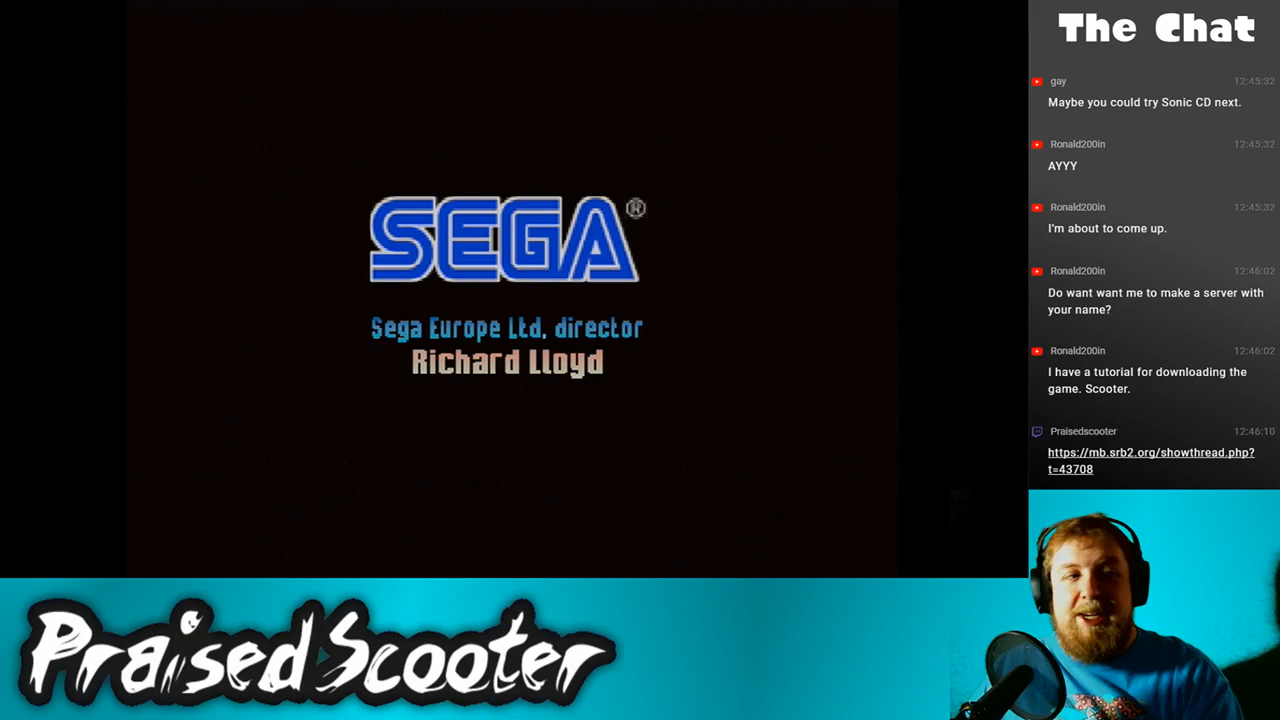 SEGA®
Sega Europe Ltd. director
Richard Lloyd
The Chat
gay 12:45:32
Maybe you could try Sonic CD next.
Ronald200in 12:45:32
AYYY
Ronald200in 12:45:32
I'm about to come up.
Ronald200in 12:46:02
Do want want me to make a server with
your name?
Ronald200in 12:46:02
I have a tutorial for downloading the
game. Scooter.
Praisedscooter 12:46:10
https://mb.srb2.org/showthread.php?
t=43708
PraisedScooter